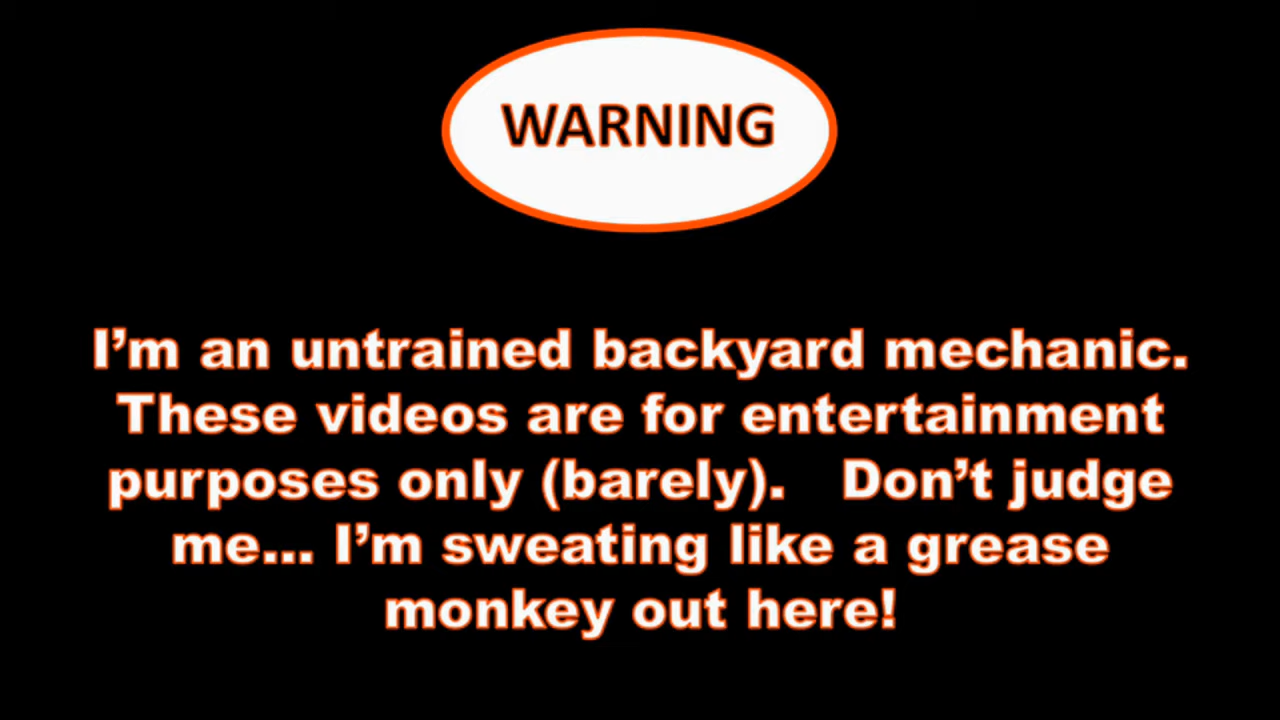 WARNING
I’m an untrained backyard mechanic.
These videos are for entertainment
purposes only (barely).   Don’t judge
me... I’m sweating like a grease
monkey out here!